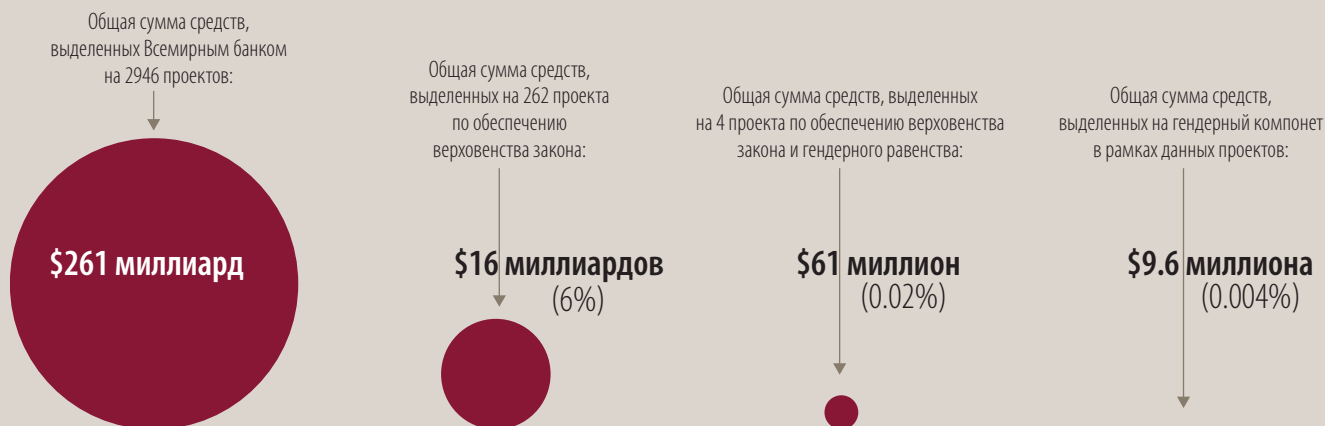 Общая сумма средств,
выделенных Всемирным банком
на 2946 проектов:
$261 миллиард
Общая сумма средств,
выделенных на 262 проекта
по обеспечению
верховенства закона:
$16 миллиардов
(6%)
Общая сумма средств, выделенных
на 4 проекта по обеспечению верховенства
закона и гендерного равенства:
$61 миллион
(0.02%)
Общая сумма средств,
выделенных на гендерный компонет
в рамках данных проектов:
$9.6 миллиона
(0.004%)